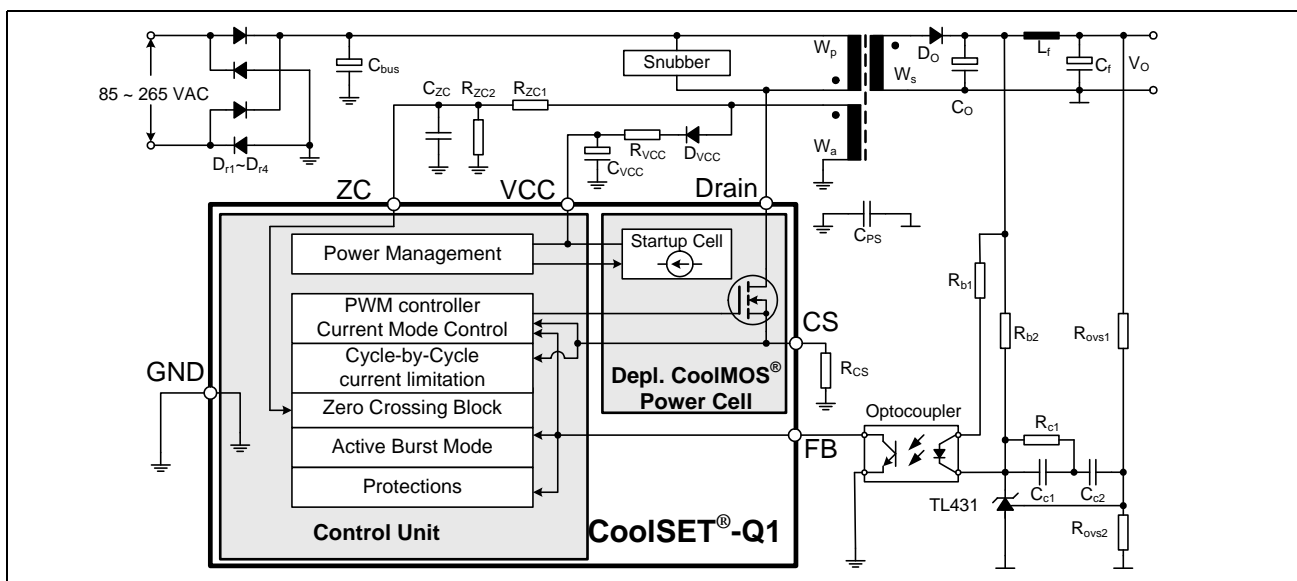 85 ~ 265 VAC
Dr1~Dr4
Cbus
Snubber
Wp
Ws
Wa
DO
CO
Lf
Cf
VO
CZC
RZC2
RZC1
CVCC
RVCC
DVCC
ZC
VCC
Drain
CPS
Power Management
Startup Cell
PWM controller
Current Mode Control
Cycle-by-Cycle
current limitation
Zero Crossing Block
Active Burst Mode
Protections
Control Unit
Depl. CoolMOS®
Power Cell
CoolSET®-Q1
GND
CS
RCS
FB
Optocoupler
Rb1
Rb2
Rovs1
Rc1
Cc1
Cc2
TL431
Rovs2